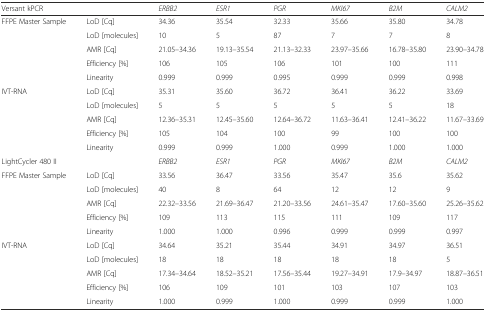 Versant kPCR ERBB2 ESR1 PGR MKI67 B2M CALM2
FFPE Master Sample LoD [Cq] 34.36 35.54 32.33 35.66 35.80 34.78
LoD [molecules] 10 5 87 7 7 8
AMR [Cq] 21.05–34.36 19.13–35.54 21.13–32.33 23.97–35.66 16.78–35.80 23.90–34.78
Efficiency [%] 106 105 106 101 100 111
Linearity 0.999 0.999 0.995 0.999 0.999 0.998
IVT-RNA LoD [Cq] 35.31 35.60 36.72 36.41 36.22 33.69
LoD [molecules] 5 5 5 5 5 18
AMR [Cq] 12.36–35.31 12.45–35.60 12.64–36.72 11.63–36.41 12.41–36.22 11.67–33.69
Efficiency [%] 105 104 100 99 100 100
Linearity 0.999 0.999 1.000 0.999 1.000 1.000
LightCycler 480 II ERBB2 ESR1 PGR MKI67 B2M CALM2
FFPE Master Sample LoD [Cq] 33.56 36.47 33.56 35.47 35.6 35.62
LoD [molecules] 40 8 64 12 12 9
AMR [Cq] 22.32–33.56 21.69–36.47 21.20–33.56 24.61–35.47 17.60–35.60 25.26–35.62
Efficiency [%] 109 113 115 111 109 117
Linearity 1.000 1.000 0.996 0.999 0.999 0.997
IVT-RNA LoD [Cq] 34.64 35.21 35.44 34.91 34.97 36.51
LoD [molecules] 18 18 18 18 18 5
AMR [Cq] 17.34–34.64 18.52–35.21 17.56–35.44 19.27–34.91 17.9–34.97 18.87–36.51
Efficiency [%] 106 109 101 103 107 103
Linearity 1.000 0.999 1.000 0.999 0.999 1.000